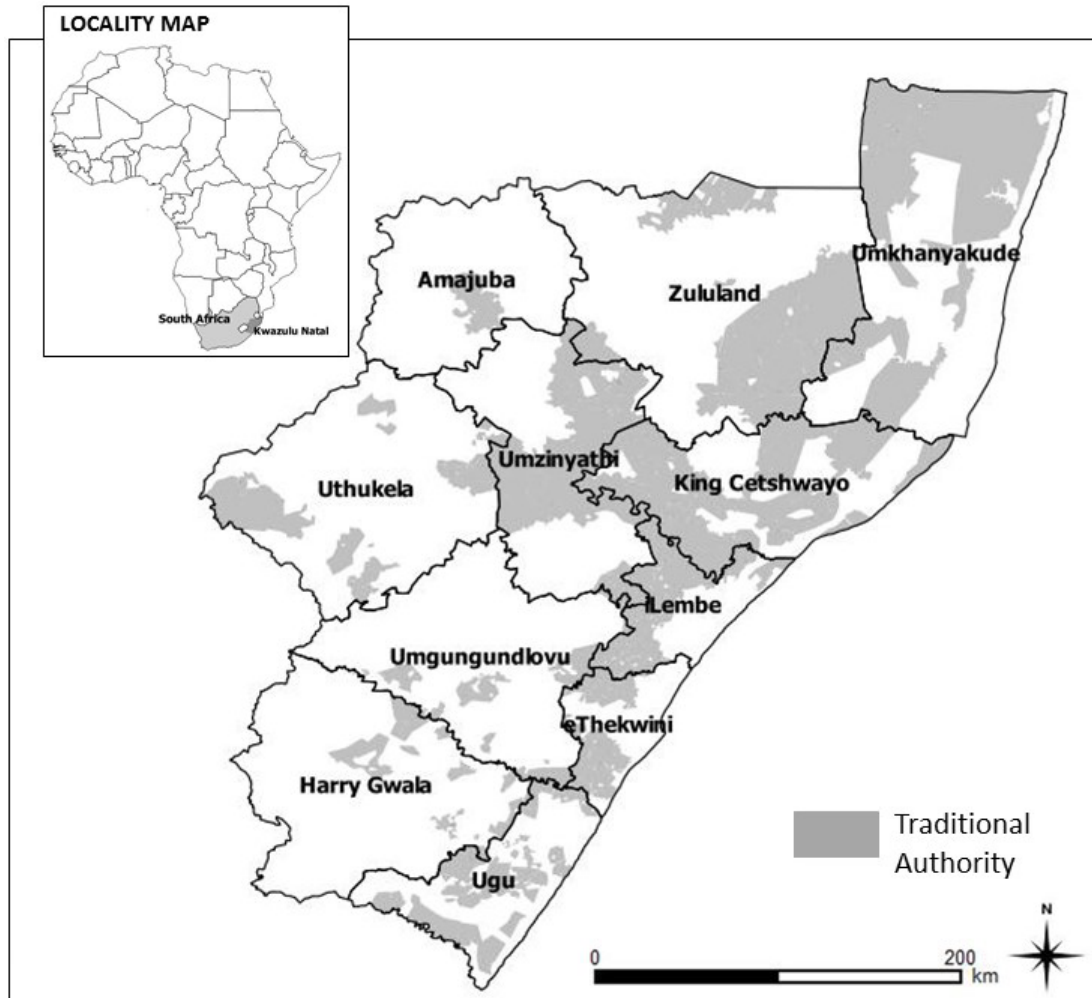 LOCALITY MAP
South Africa
Kwazulu Natal
Amajuba
Zululand
Umkhanyakude
Umzinyathi
Uthukela
King Cetshwayo
iLembe
Umgungundlovu
eThekwini
Harry Gwala
Ugu
Traditional
Authority
N
0 200
km